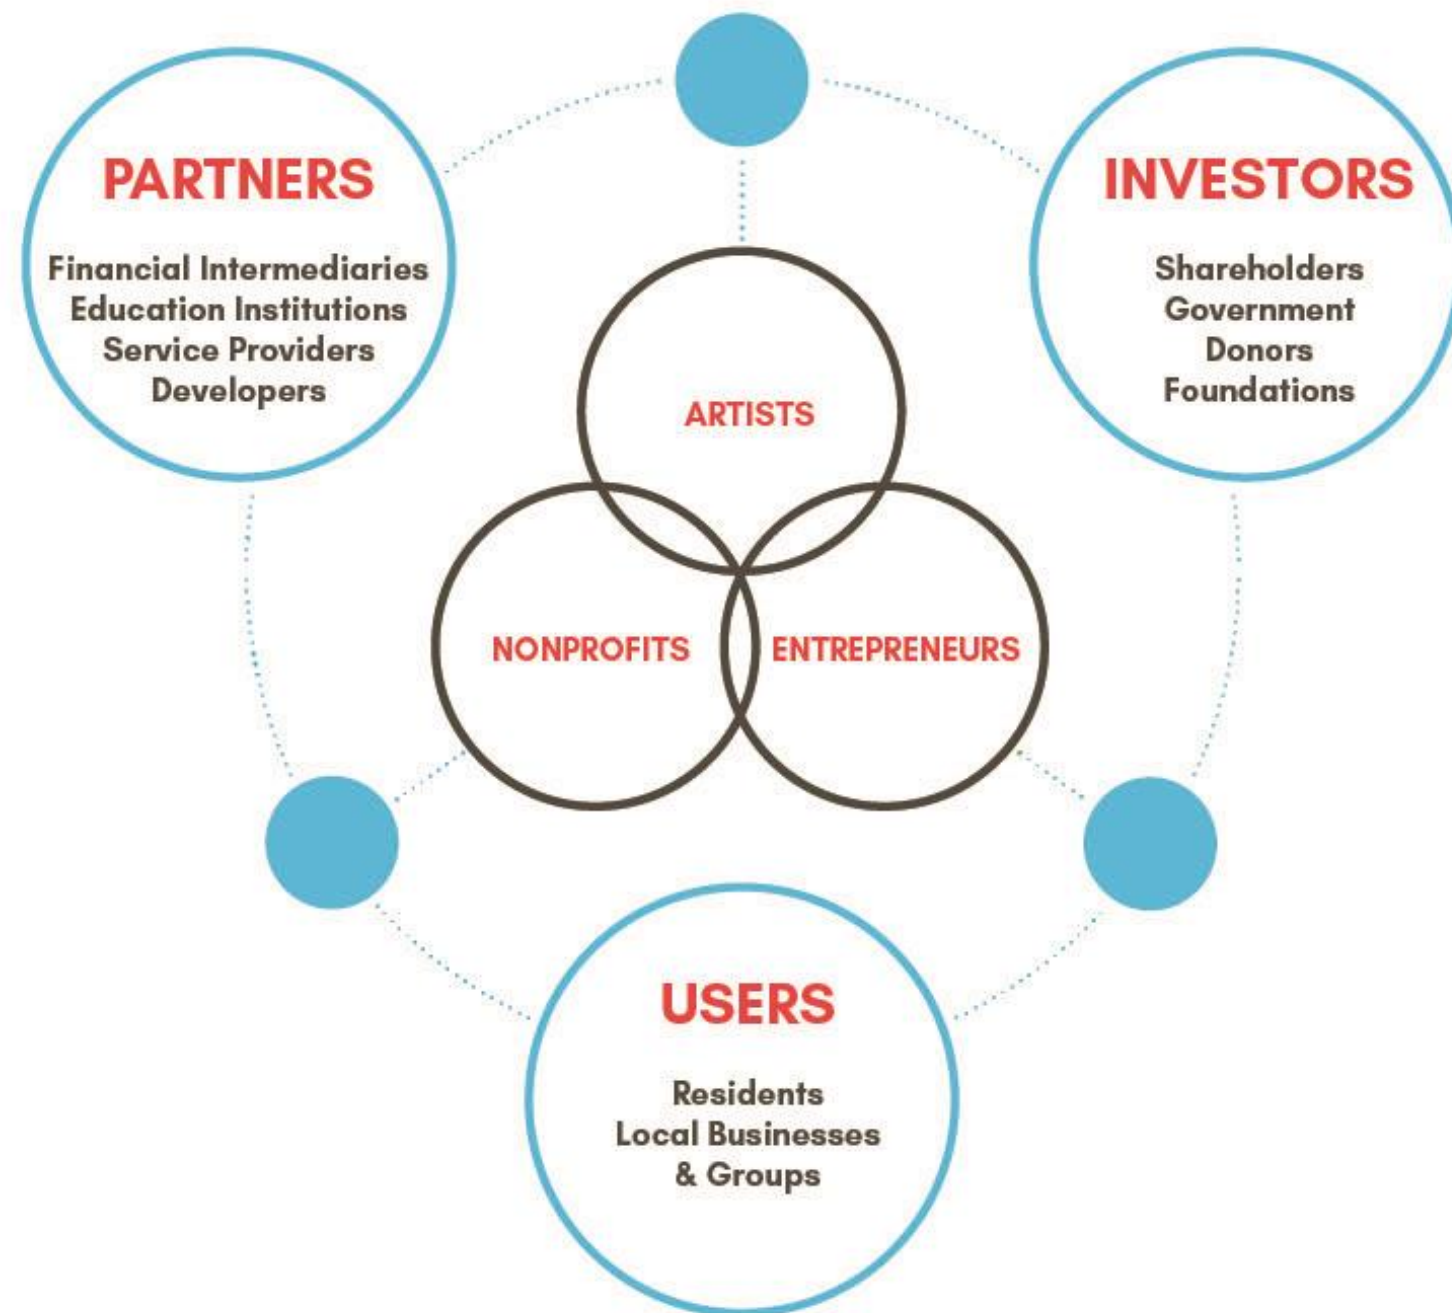 PARTNERS
Financial Intermediaries
Education Institutions
Service Providers
Developers
INVESTORS
Shareholders
Government
Donors
Foundations
ARTISTS
NONPROFITS
ENTREPRENEURS
USERS
Residents
Local Businesses
& Groups